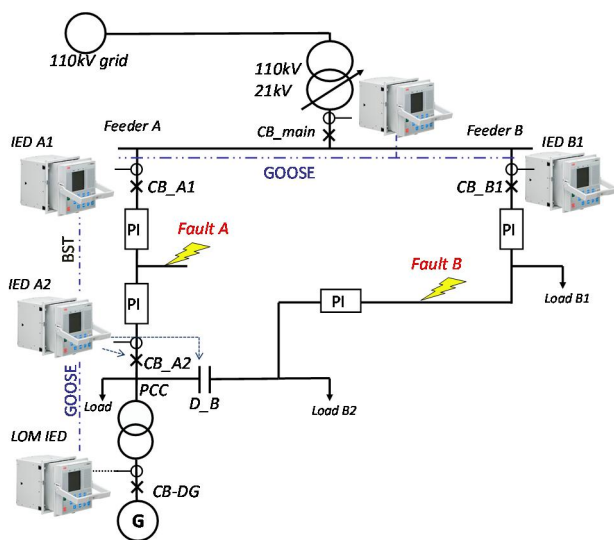 110kV grid
110kV
21kV
CB_main
IED A1
Feeder A
Feeder B
IED B1
GOOSE
CB_A1
CB_B1
PI
Fault A
PI
BST
Fault B
PI
Load B1
IED A2
PI
CB_A2
PCC
Load
D_B
Load B2
GOOSE
LOM IED
CB-DG
G